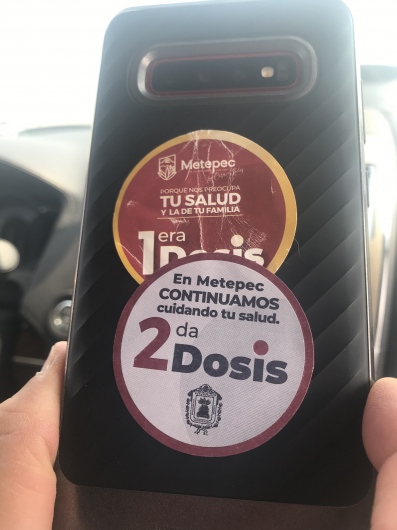 Metepec
PORQUE NOS PREOCUPA
TU SALUD
Y LA DE TU FAMILIA
1era
Dosis
En Metepec
CONTINUAMOS
cuidando tu salud.
2da
Dosis